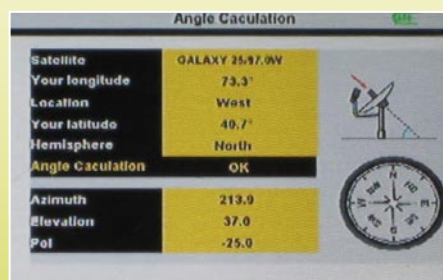 Angle Caculation
Satellite GALAXY 25/97.0W
Your longitude 73.3°
Location West
Your latitude 40.7°
Hemisphere North
Angle Caculation OK
Azimuth 213.9
Elevation 37.0
Pol -25.0
N
W E
S